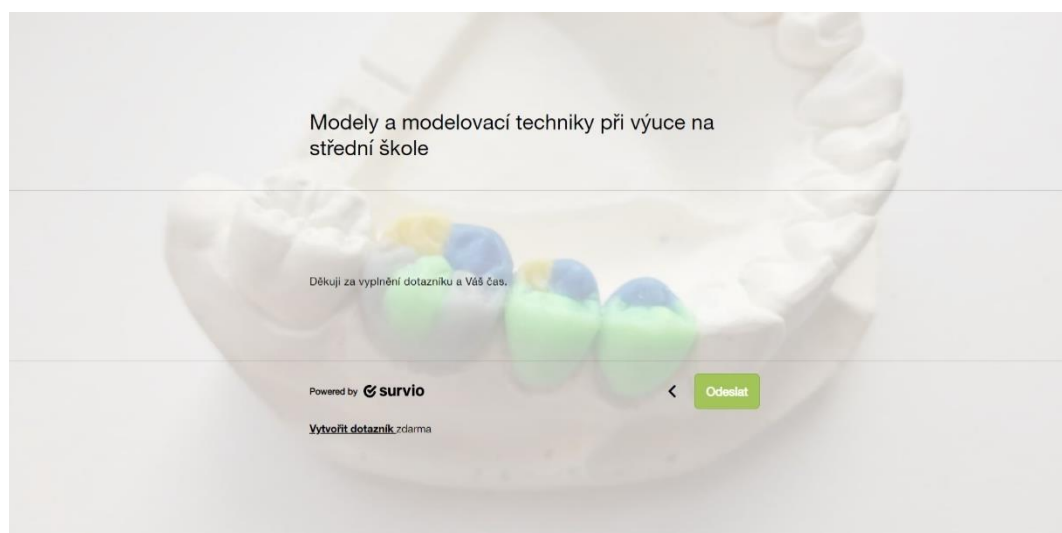 Modely a modelovací techniky při výuce na
střední škole
Děkuji za vyplnění dotazníku a Váš čas.
Powered by survio
Odeslat
Vytvořit dotazník zdarma